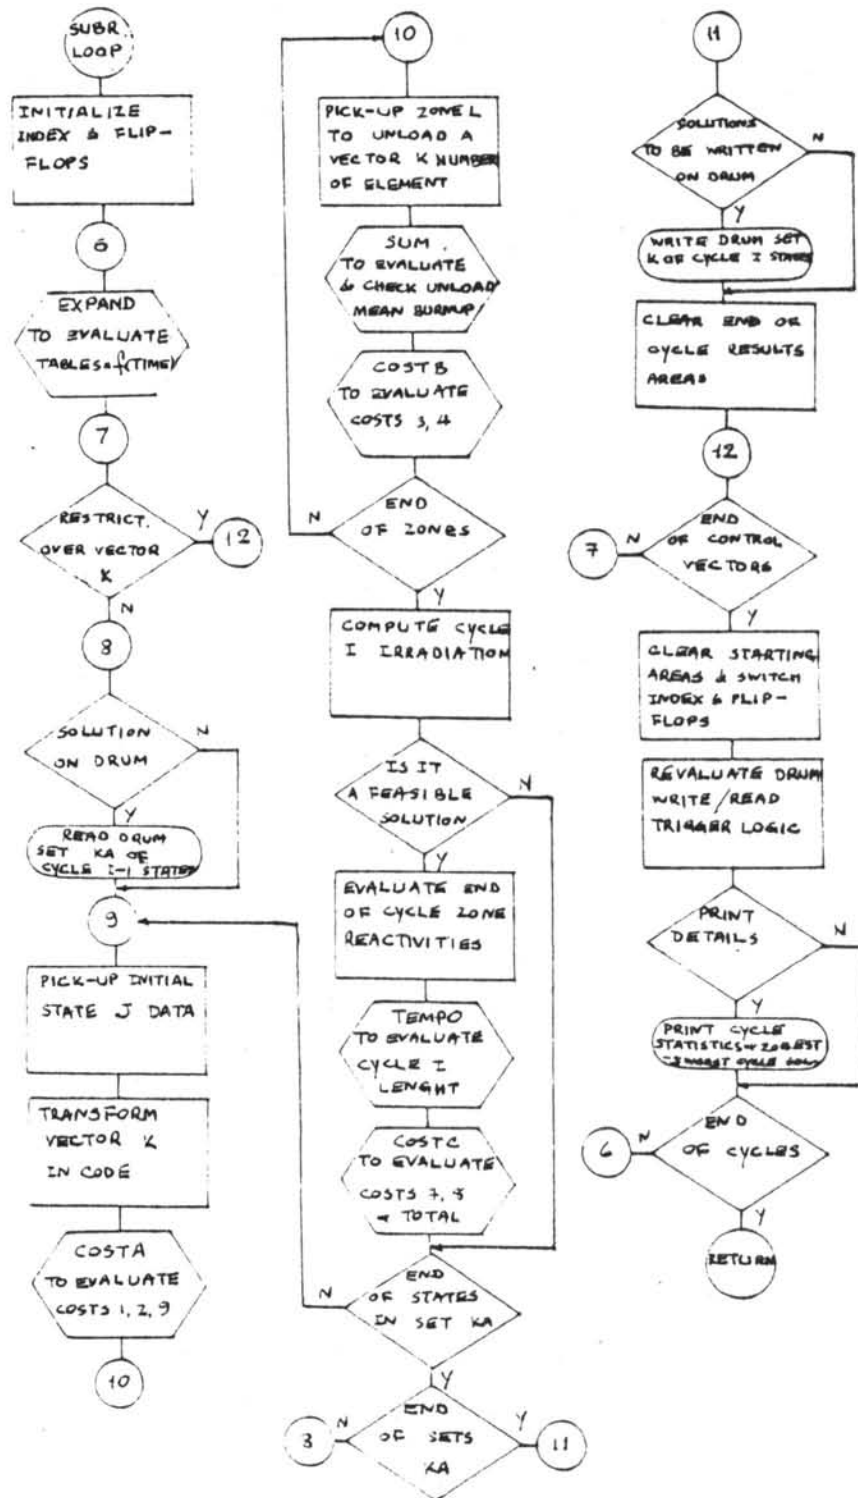 SUBR.
LOOP
INITIALIZE
INDEX & FLIP-
FLOPS
6
EXPAND
TO EVALUATE
TABLES=f(TIME)
7
RESTRICT.
OVER VECTOR
K
Y
12
N
8
SOLUTION
ON DRUM
N
Y
READ DRUM
SET KA OF
CYCLE I-1 STATES
9
PICK-UP INITIAL
STATE J DATA
TRANSFORM
VECTOR K
IN CODE
COSTA
TO EVALUATE
COSTS 1, 2, 9
10
10
PICK-UP ZONE L
TO UNLOAD A
VECTOR K NUMBER
OF ELEMENT
SUM
TO EVALUATE
& CHECK UNLOAD
MEAN BURNUP
COSTB
TO EVALUATE
COSTS 3, 4
END
OF ZONES
N
Y
COMPUTE CYCLE
I IRRADIATION
IS IT
A FEASIBLE
SOLUTION
N
Y
EVALUATE END
OF CYCLE ZONE
REACTIVITIES
TEMPO
TO EVALUATE
CYCLE I
LENGHT
COSTC
TO EVALUATE
COSTS 7, 8
TOTAL
END
OF STATES
IN SET KA
N
Y
END
OF SETS
KA
N
8
Y
11
11
SOLUTIONS
TO BE WRITTEN
ON DRUM
N
Y
WRITE DRUM SET
K OF CYCLE I STATES
CLEAR END OF
CYCLE RESULTS
AREAS
12
END
OF CONTROL
VECTORS
N
7
Y
CLEAR STARTING
AREAS & SWITCH
INDEX & FLIP-
FLOPS
REVALUATE DRUM
WRITE/READ
TRIGGER LOGIC
PRINT
DETAILS
N
Y
PRINT CYCLE
STATISTICS
WORST CYCLE
END
OF CYCLES
N
6
Y
RETURN